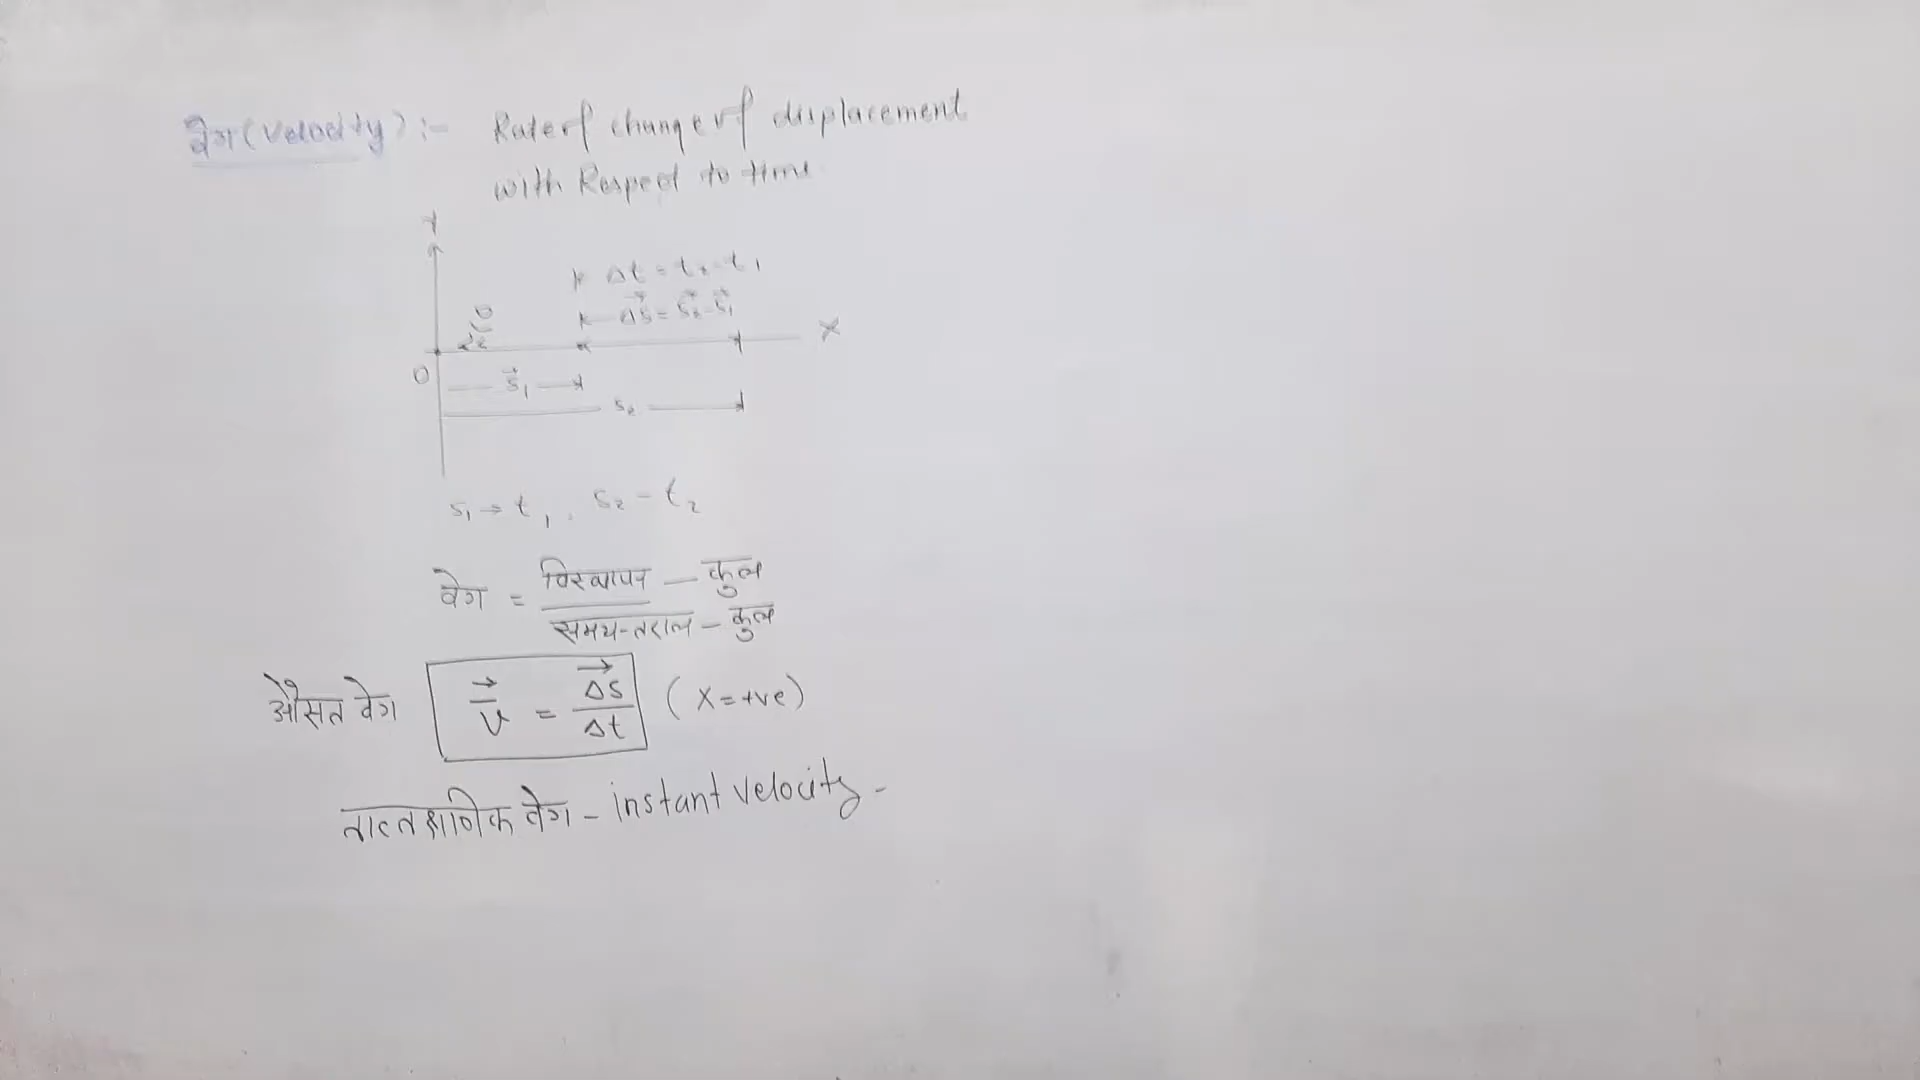 वेग (Velocity) :- Rate of change of displacement
with Respect to time
Y
Δt = t₂ - t₁
Δs⃗ = s⃗₂ - s⃗₁
X
O
s⃗₁
s₂
s₁ → t₁, s₂ - t₂
वेग = विस्थापन - कुल
समय-तराल - कुल
औसत वेग v⃗ = Δs⃗ / Δt (X = +ve)
तात्क्षणिक वेग - instant velocity -